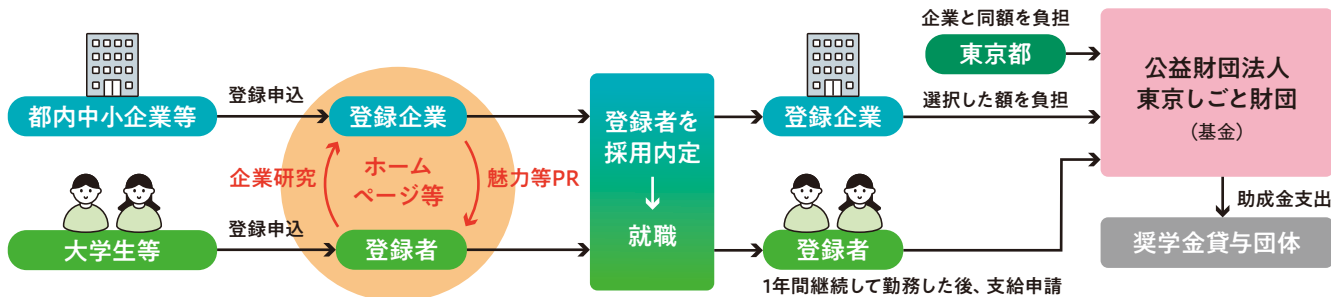 都内中小企業等
登録申込
登録企業
企業研究
ホーム
ページ等
魅力等PR
大学生等
登録申込
登録者
登録者を
採用内定
↓
就職
登録企業
選択した額を負担
企業と同額を負担
東京都
登録者
1年間継続して勤務した後、支給申請
公益財団法人
東京しごと財団
(基金)
助成金支出
奨学金貸与団体